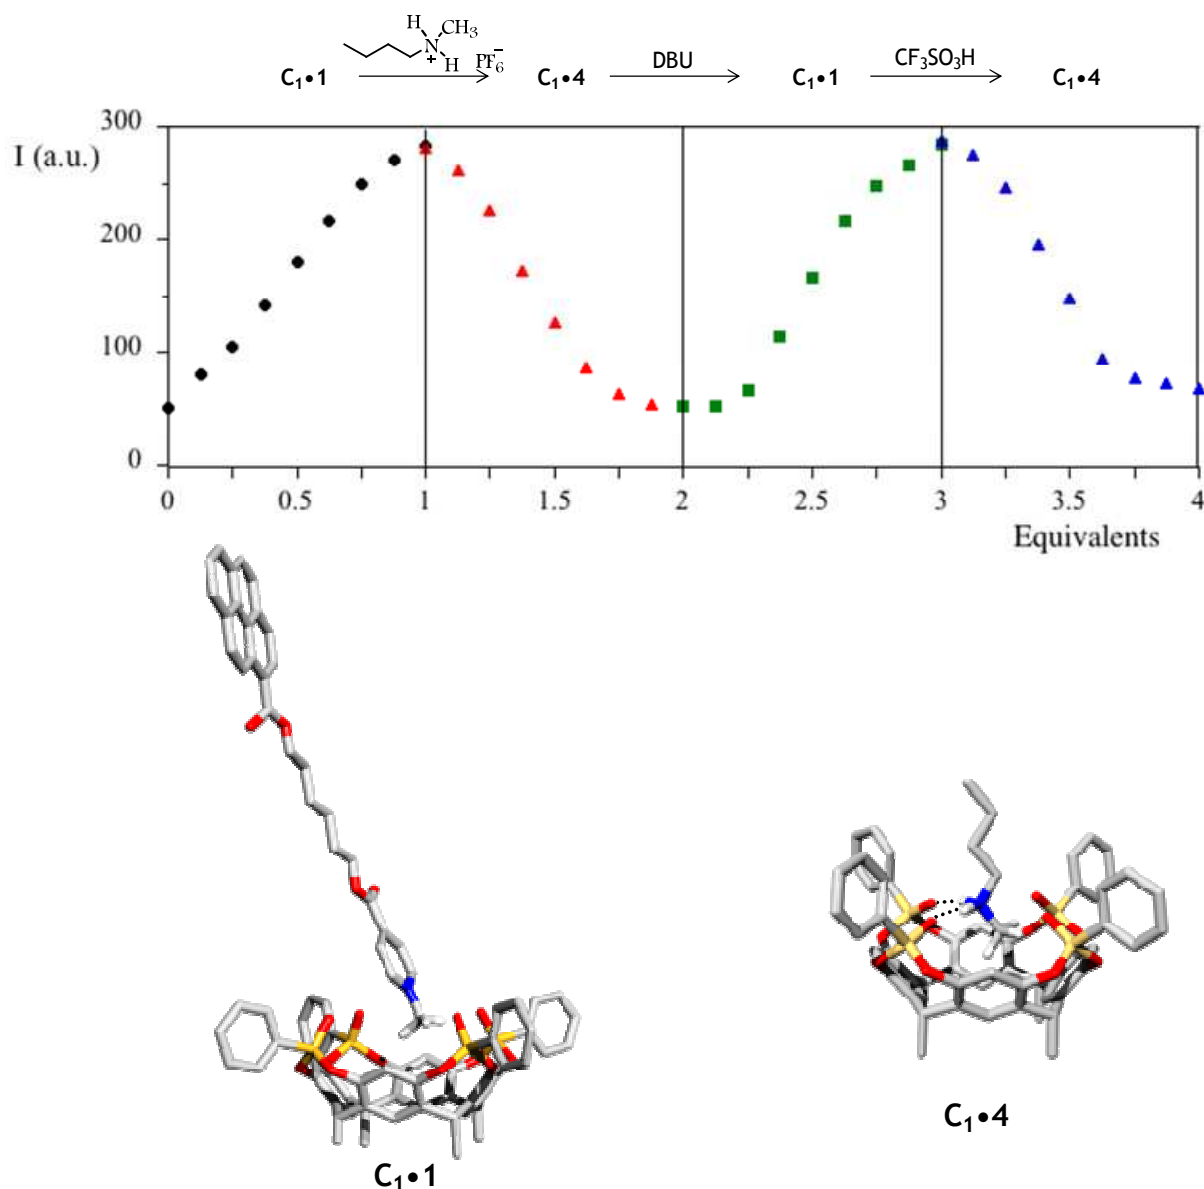 H
N
CH₃
+
H
PF₆⁻
C₁•1
C₁•4
DBU
C₁•1
CF₃SO₃H
C₁•4
300
I (a.u.)
200
100
0
0 0.5 1 1.5 2 2.5 3 3.5 4
Equivalents
C₁•4
C₁•1